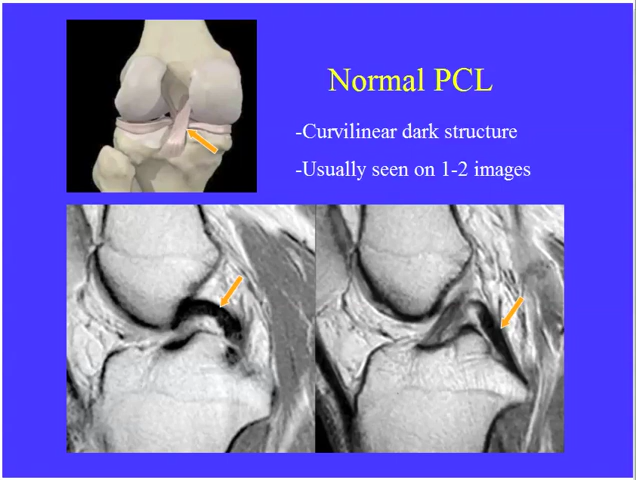 Normal PCL
-Curvilinear dark structure
-Usually seen on 1-2 images